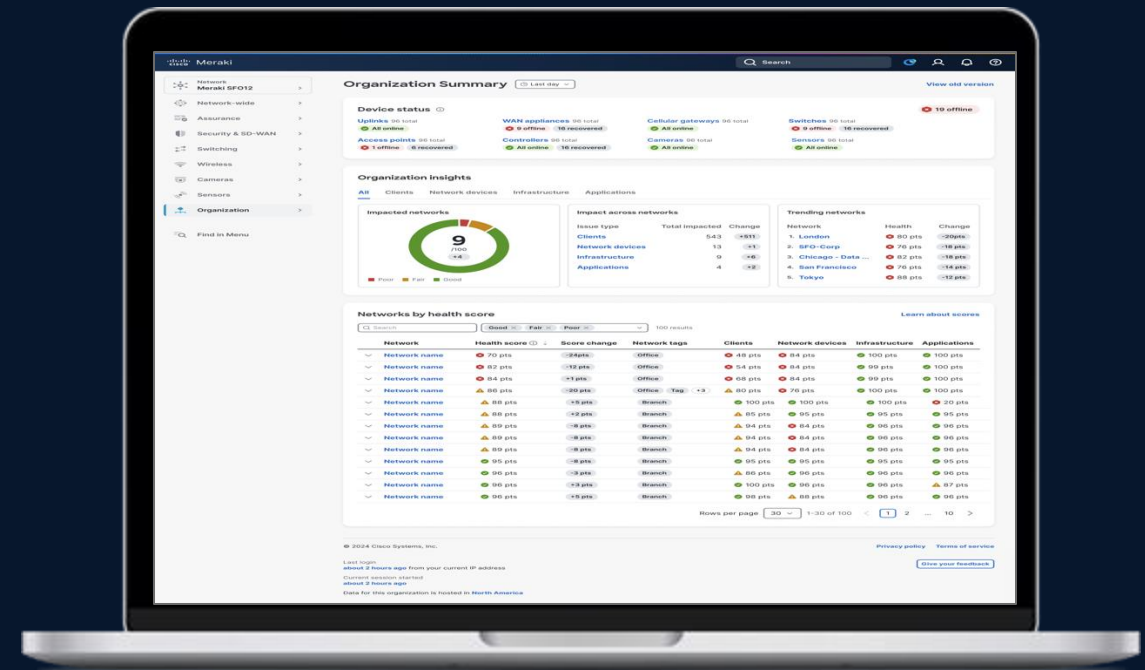 cisco Meraki
Search
Network
Meraki SFO12
Network-wide
Assurance
Security & SD-WAN
Switching
Wireless
Cameras
Sensors
Organization
Find in Menu
Organization Summary Last day
View old version
Device status
19 offline
Uplinks 96 total
All online
WAN appliances 96 total
9 offline 16 recovered
Cellular gateways 96 total
All online
Switches 96 total
9 offline 16 recovered
Access points 96 total
1 offline 6 recovered
Controllers 96 total
All online 16 recovered
Cameras 96 total
All online
Sensors 96 total
All online
Organization insights
All Clients Network devices Infrastructure Applications
Impacted networks
9
/100
+4
Poor Fair Good
Impact across networks
Issue type Total impacted Change
Clients 543 +511
Network devices 13 +1
Infrastructure 9 +6
Applications 4 +2
Trending networks
Network Health Change
1. London 80 pts -20pts
2. SFO-Corp 76 pts -18 pts
3. Chicago - Data ... 82 pts -18 pts
4. San Francisco 76 pts -14 pts
5. Tokyo 88 pts -12 pts
Networks by health score
Learn about scores
Search Good × Fair × Poor × 100 results
Network Health score Score change Network tags Clients Network devices Infrastructure Applications
Network name 70 pts -24pts Office 48 pts 84 pts 100 pts 100 pts
Network name 82 pts -12 pts Office 54 pts 84 pts 99 pts 100 pts
Network name 84 pts +1 pts Office 68 pts 84 pts 99 pts 100 pts
Network name 86 pts -20 pts Office Tag +3 80 pts 76 pts 100 pts 100 pts
Network name 88 pts +5 pts Branch 100 pts 100 pts 100 pts 20 pts
Network name 88 pts +2 pts Branch 85 pts 95 pts 95 pts 95 pts
Network name 89 pts -8 pts Branch 94 pts 84 pts 96 pts 96 pts
Network name 89 pts -8 pts Branch 94 pts 84 pts 96 pts 96 pts
Network name 89 pts -8 pts Branch 94 pts 84 pts 96 pts 96 pts
Network name 95 pts -8 pts Branch 95 pts 95 pts 95 pts 95 pts
Network name 96 pts -3 pts Branch 86 pts 96 pts 96 pts 96 pts
Network name 96 pts +3 pts Branch 100 pts 96 pts 96 pts 87 pts
Network name 96 pts +5 pts Branch 98 pts 88 pts 96 pts 96 pts
Rows per page 30 1-30 of 100 < 1 2 ... 10 >
© 2024 Cisco Systems, Inc.
Privacy policy Terms of service
Last login
about 2 hours ago from your current IP address
Give your feedback
Current session started
about 2 hours ago
Data for this organization is hosted in North America